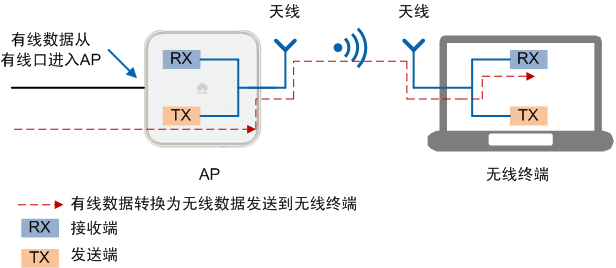 天线
天线
有线数据从
有线口进入AP
RX
TX
RX
TX
AP
无线终端
有线数据转换为无线数据发送到无线终端
RX 接收端
TX 发送端